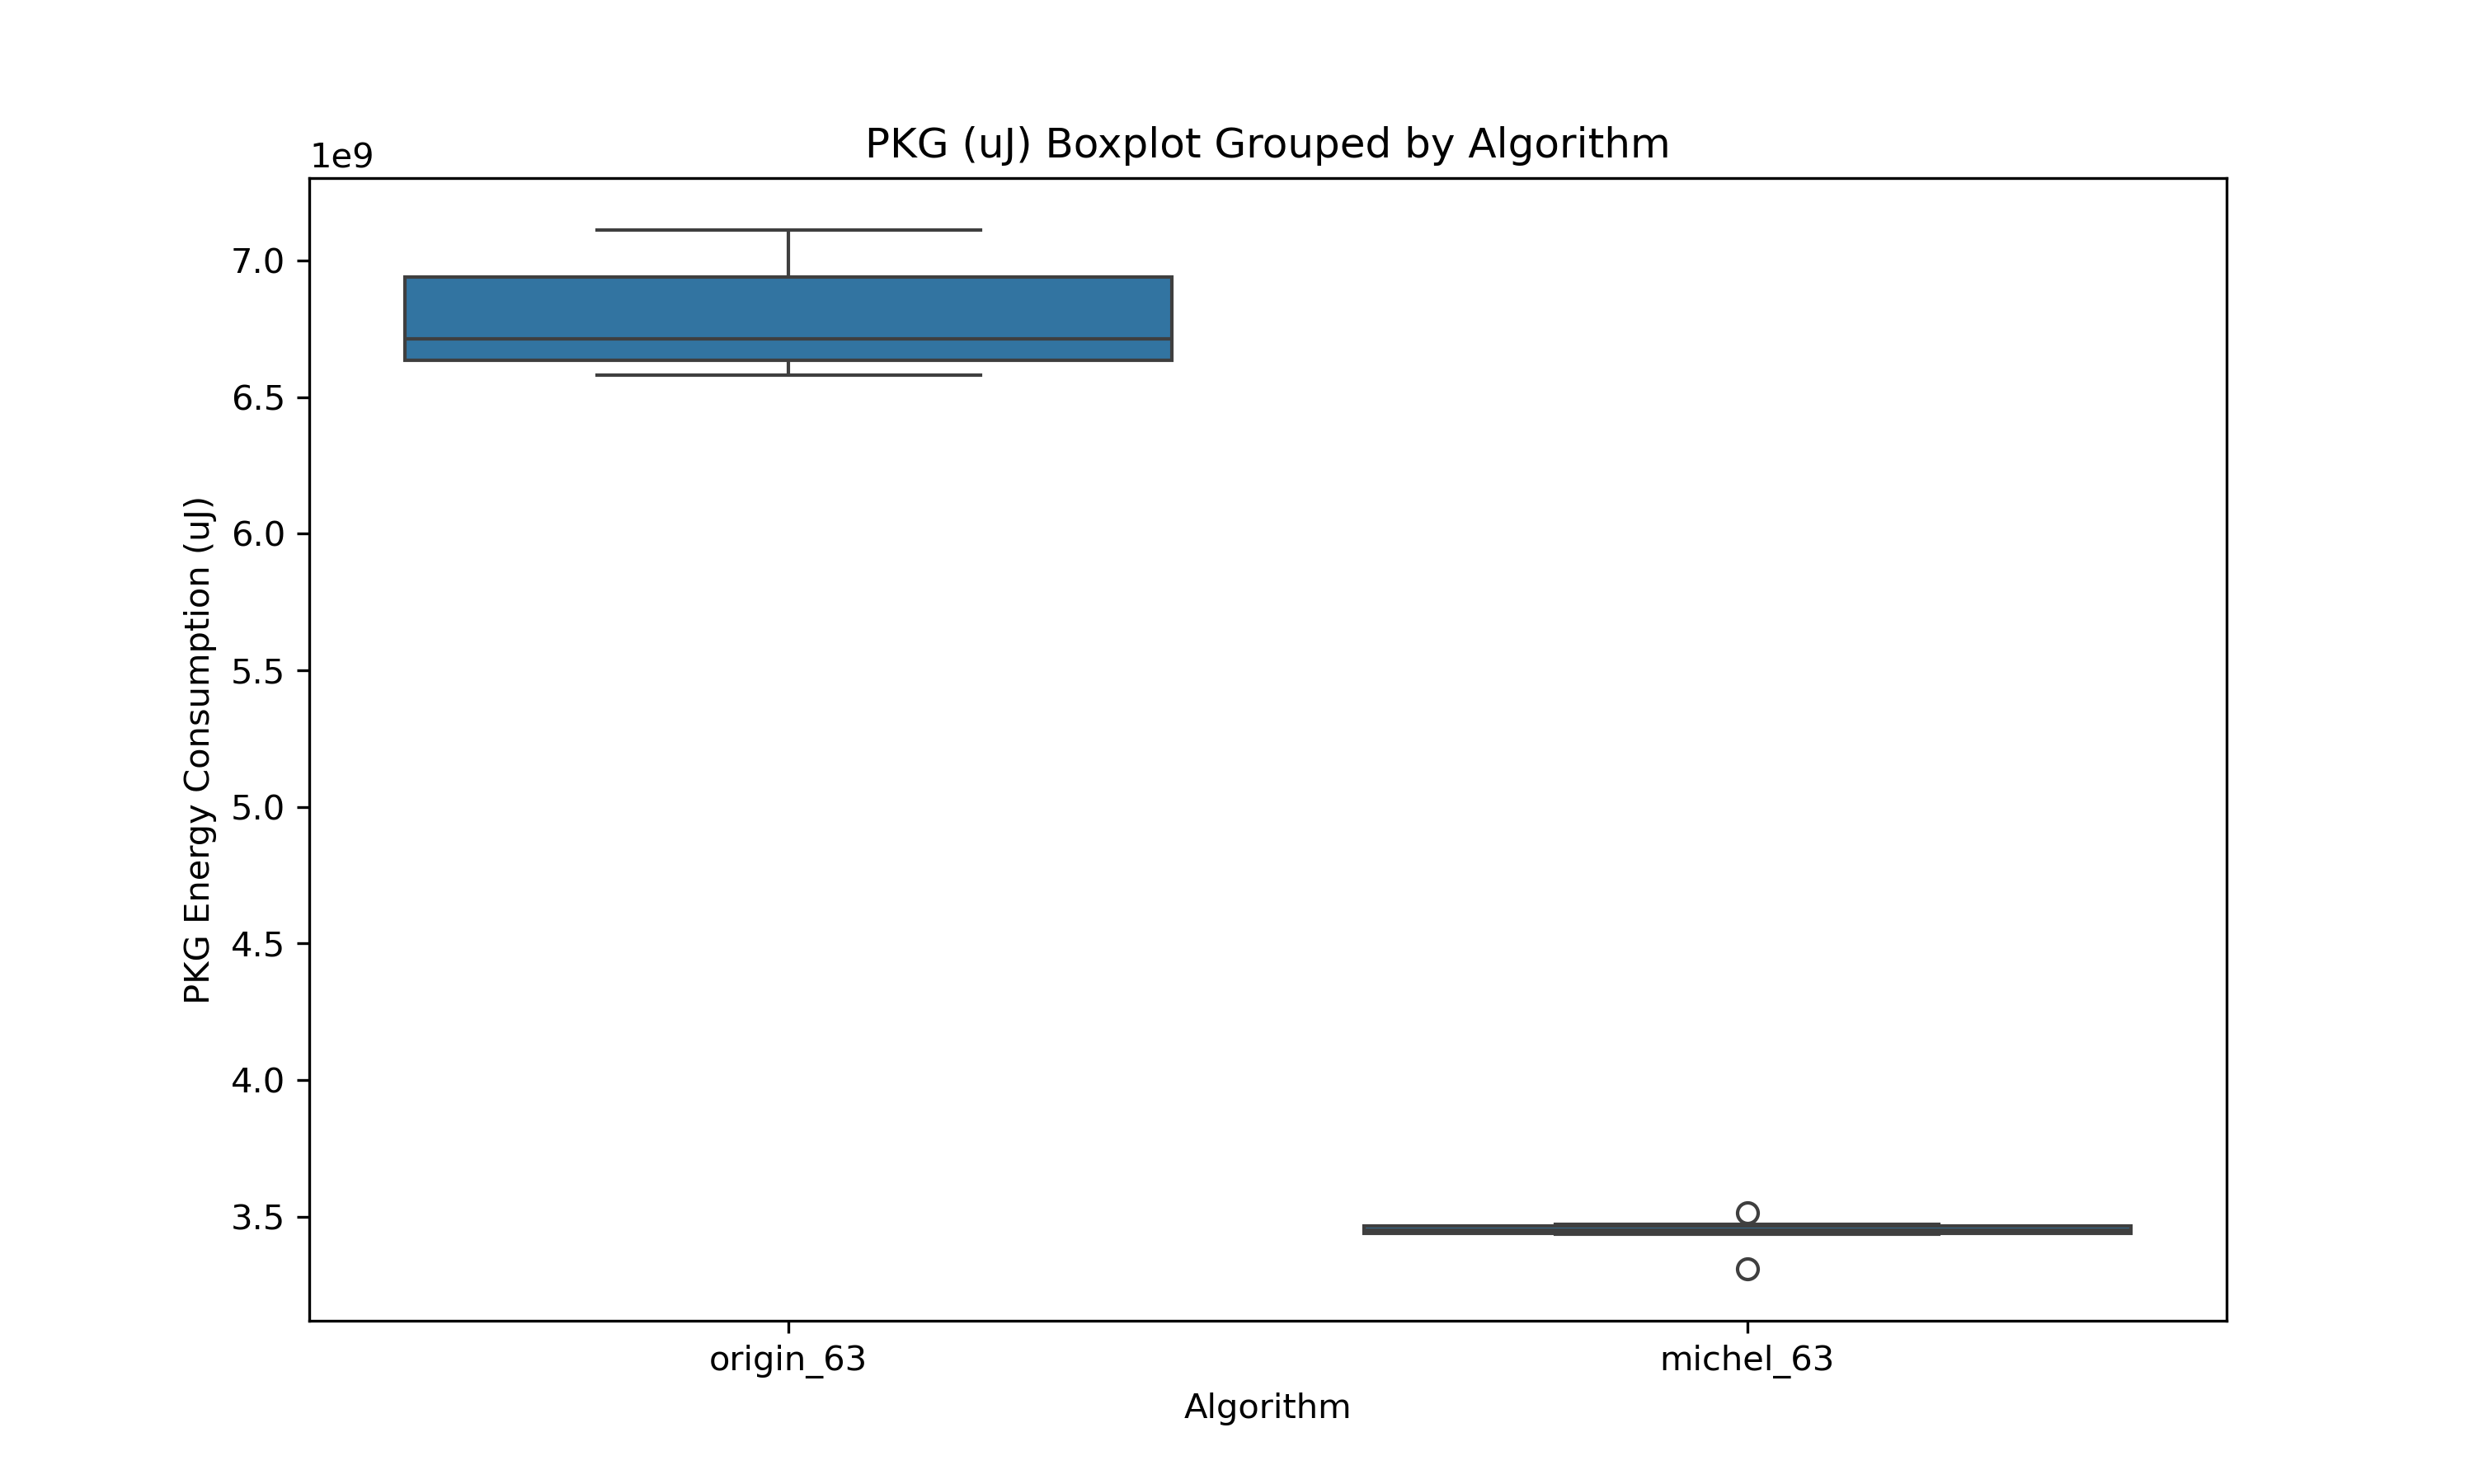 PKG (uJ) Boxplot Grouped by Algorithm
1e9
7.0
6.5
6.0
5.5
5.0
4.5
4.0
3.5
PKG Energy Consumption (uJ)
origin_63
michel_63
Algorithm